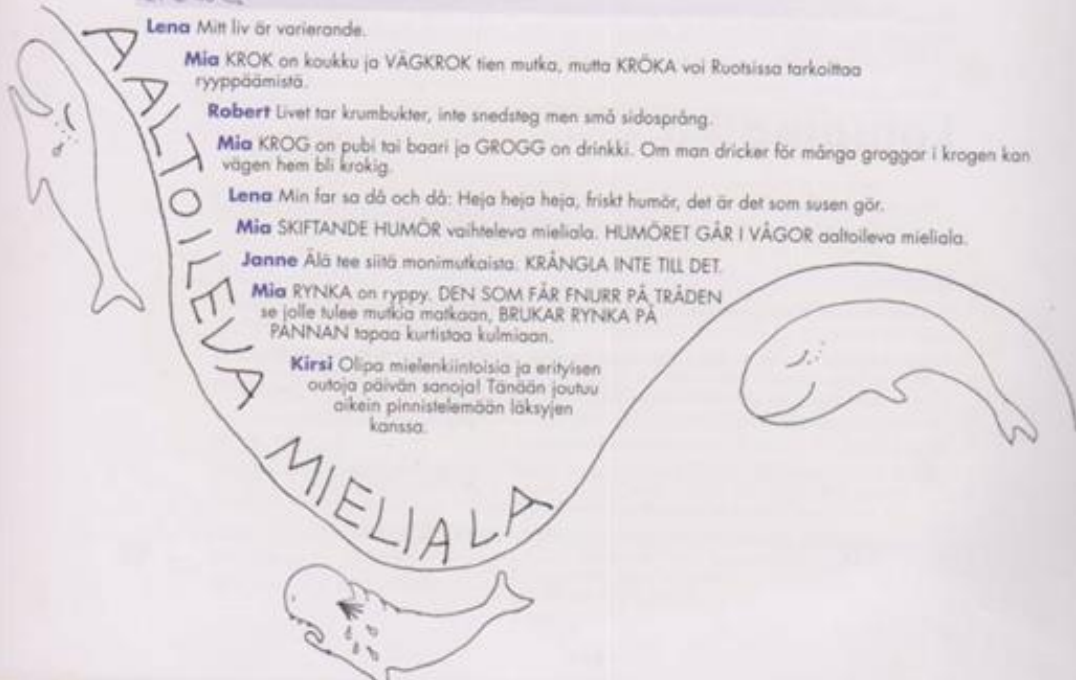 Lena Mitt liv är varierande.
Mia KROK on koukku ja VÄGKROK tien mutka, mutta KRÖKA voi Ruotsissa tarkoittaa
ryyppäämistä.
Robert Livet tar krumbukter, inte snedsteg men små sidosprång.
Mia KROG on pubi tai baari ja GROGG on drinkki. Om man dricker för många groggar i krogen kan
vägen hem bli krokig.
Lena Min far sa då och då: Heja heja heja, friskt humör, det är det som susen gör.
Mia SKIFTANDE HUMÖR vaihteleva mieliala. HUMÖRET GÅR I VÅGOR aaltoileva mieliala.
Janne Älä tee siitä monimutkaista. KRÅNGLA INTE TILL DET.
Mia RYNKA on ryppy. DEN SOM FÅR FNURR PÅ TRÅDEN
se jolle tulee mutkia matkaan, BRUKAR RYNKA PÅ
PANNAN tapaa kurtistaa kulmiaan.
Kirsi Olipa mielenkiintoisia ja erityisen
outoja päivän sanoja! Tänään joutuu
oikein pinnistelemään läksyjen
kanssa.
AALTOILEVA MIELIALA